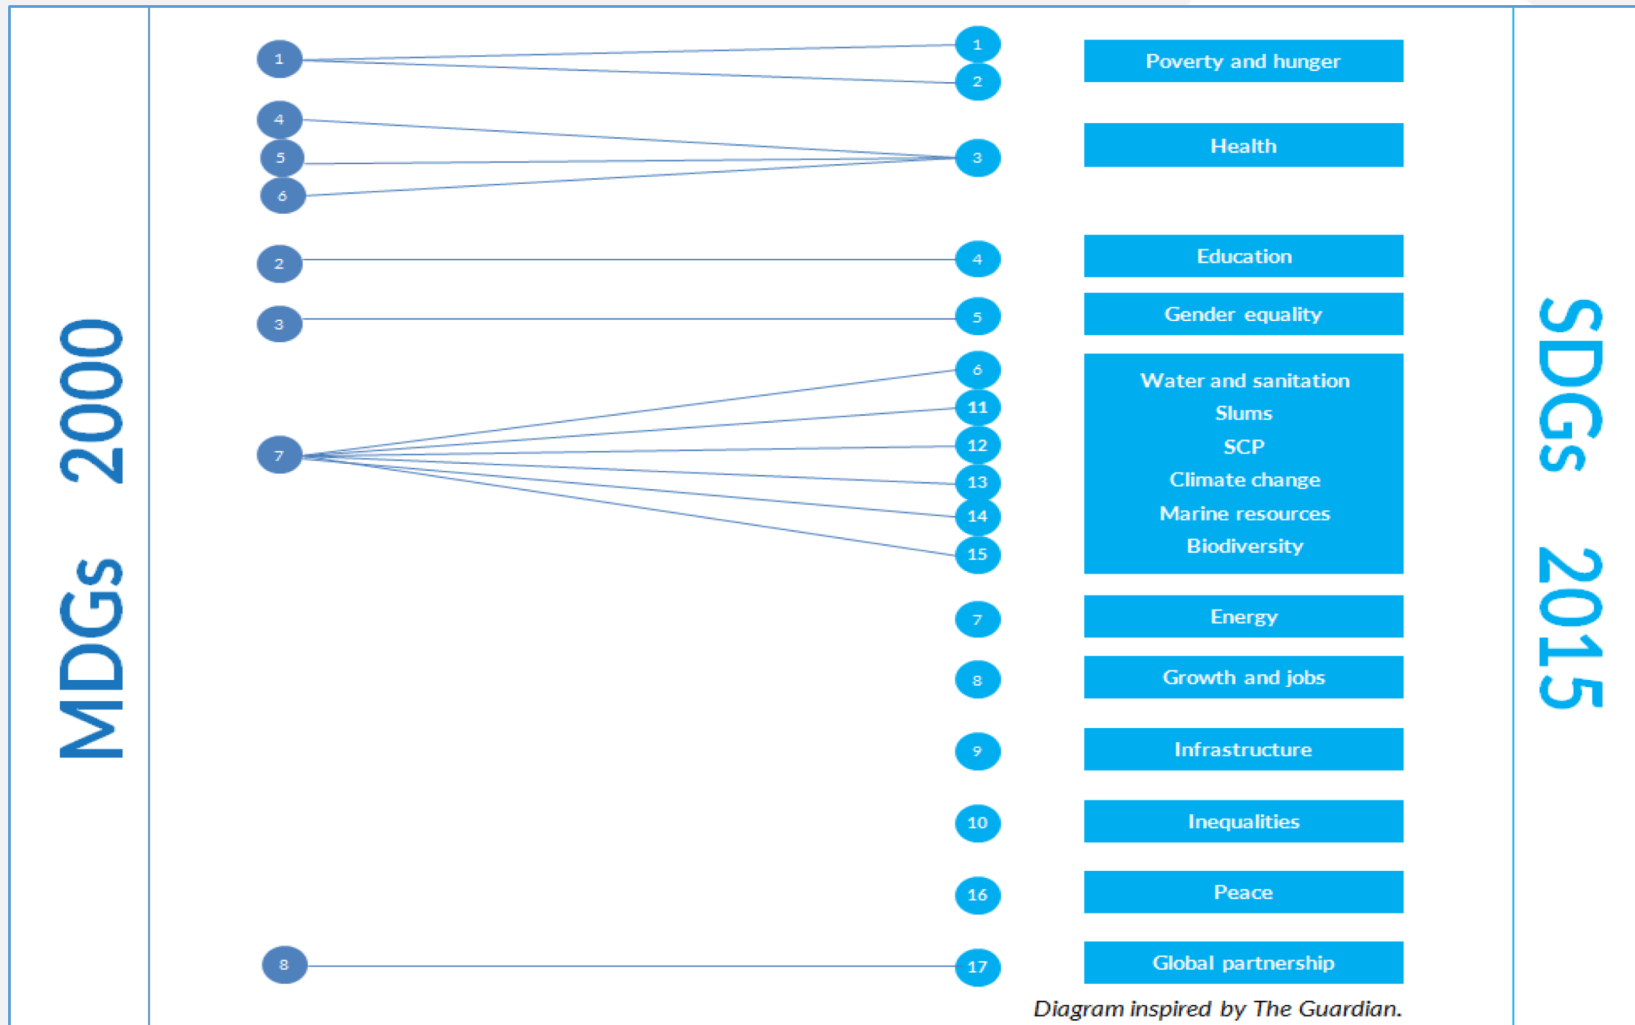 MDGs 2000
1
1
2
Poverty and hunger
4
5
6
3
Health
2
4
Education
3
5
Gender equality
7
6
11
12
13
14
15
Water and sanitation
Slums
SCP
Climate change
Marine resources
Biodiversity
7
Energy
8
Growth and jobs
9
Infrastructure
10
Inequalities
16
Peace
8
17
Global partnership
Diagram inspired by The Guardian.
SDGs 2015